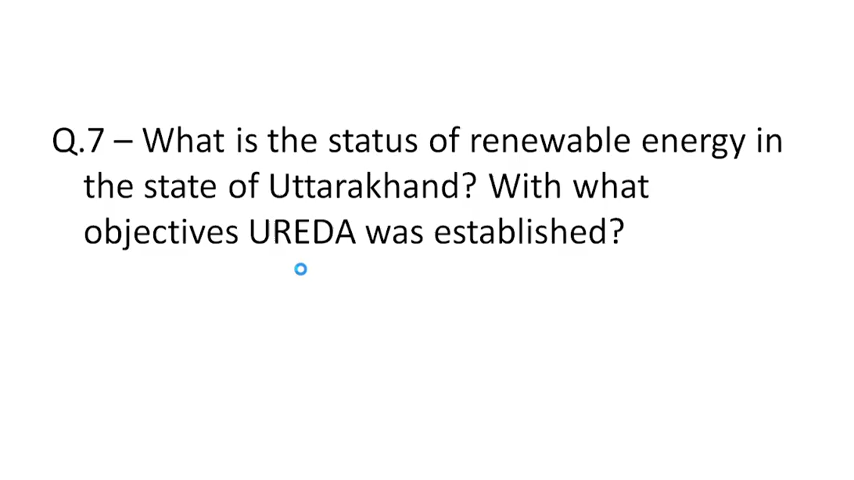 Q.7 – What is the status of renewable energy in
the state of Uttarakhand? With what
objectives UREDA was established?